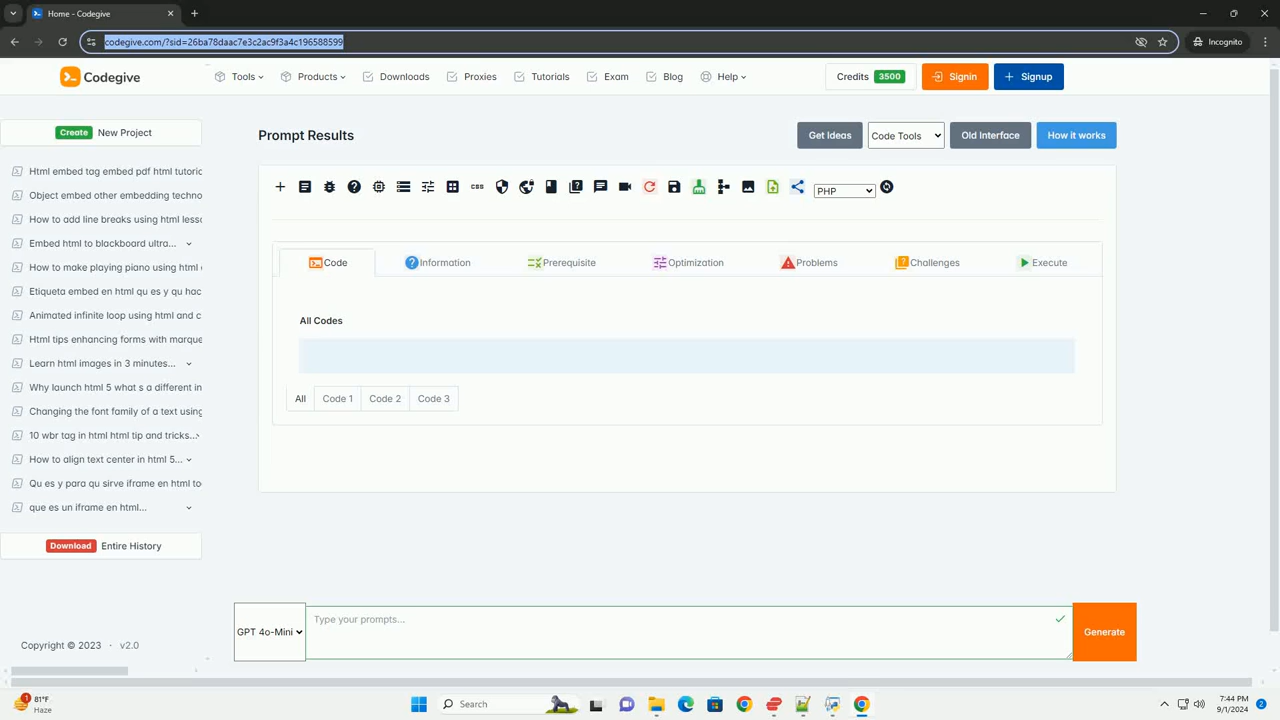 Home - Codegive
codegive.com/?sid=26ba78daac7e3c2ac9f3a4c196588599
Incognito
Codegive
Tools
Products
Downloads
Proxies
Tutorials
Exam
Blog
Help
Credits 3500
Signin
Signup
Create New Project
Html embed tag embed pdf html tutoric
Object embed other embedding techno
How to add line breaks using html less
Embed html to blackboard ultra...
How to make playing piano using html
Etiqueta embed en html qu es y qu hac
Animated infinite loop using html and c
Html tips enhancing forms with marque
Learn html images in 3 minutes...
Why launch html 5 what s a different in
Changing the font family of a text using
10 wbr tag in html html tip and tricks...
How to align text center in html 5...
Qu es y para qu sirve iframe en html to
que es un iframe en html...
Download Entire History
Copyright © 2023 · v2.0
Prompt Results
Get Ideas
Code Tools
Old Interface
How it works
CSS
PHP
Code
Information
Prerequisite
Optimization
Problems
Challenges
Execute
All Codes
All
Code 1
Code 2
Code 3
GPT 4o-Mini
Type your prompts...
Generate
1
81°F
Haze
Search
7:44 PM
9/1/2024
2